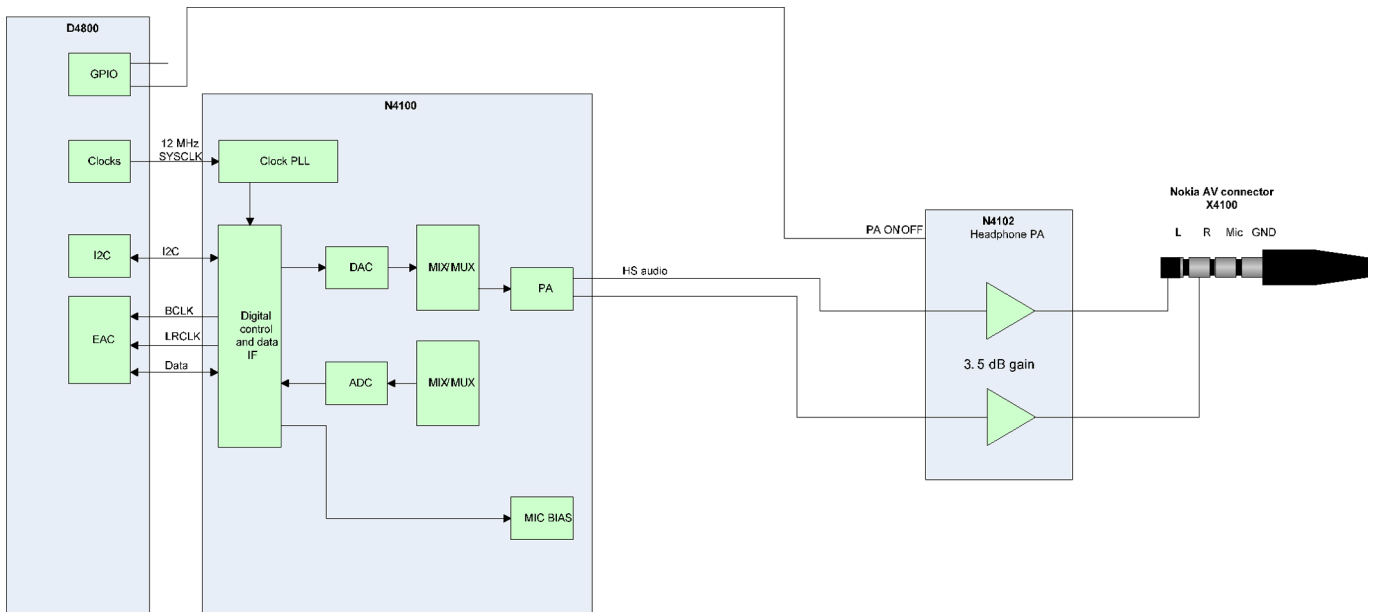 D4800
GPIO
N4100
Clocks
12 MHz
SYSCLK
Clock PLL
Nokia AV connector
X4100
L R Mic GND
N4102
Headphone PA
PA ON'OFF
I2C
I2C
DAC
MIX/MUX
PA
HS audio
EAC
BCLK
LRCLK
Data
Digital
control
and data
IF
ADC
MIX/MUX
3. 5 dB gain
MIC BIAS